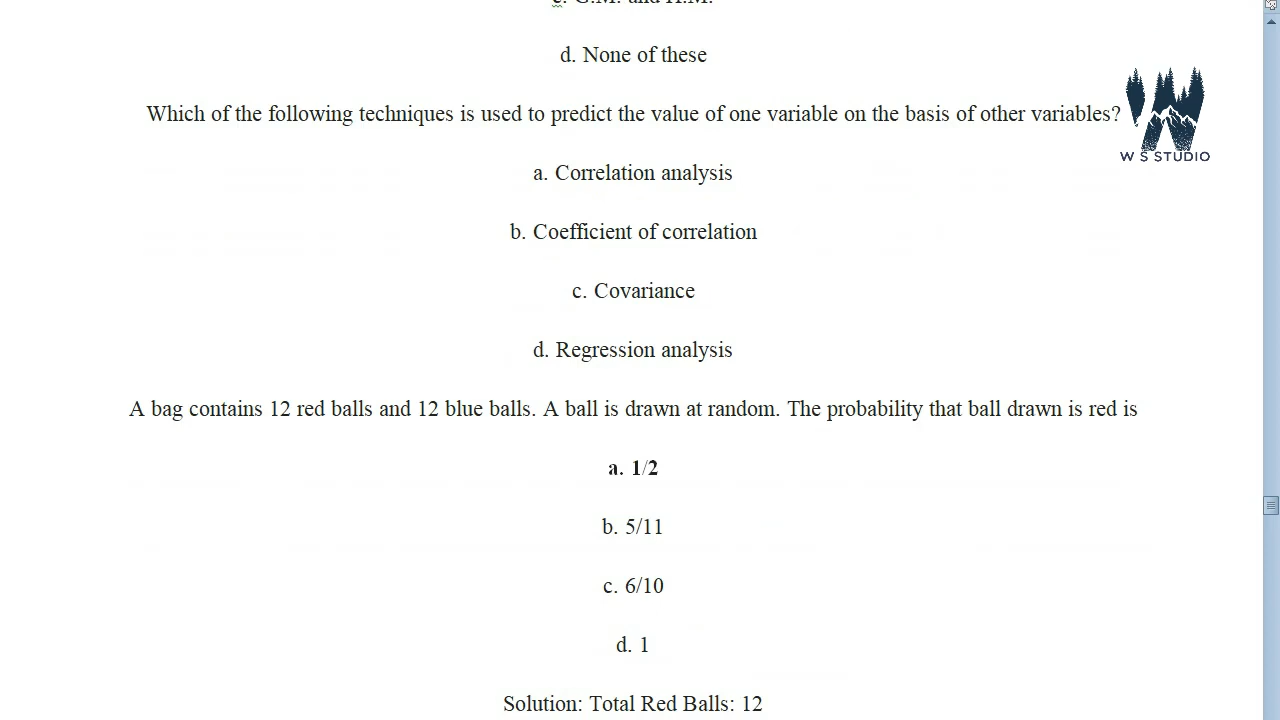 d. None of these
Which of the following techniques is used to predict the value of one variable on the basis of other variables?
W S STUDIO
a. Correlation analysis
b. Coefficient of correlation
c. Covariance
d. Regression analysis
A bag contains 12 red balls and 12 blue balls. A ball is drawn at random. The probability that ball drawn is red is
a. 1/2
b. 5/11
c. 6/10
d. 1
Solution: Total Red Balls: 12